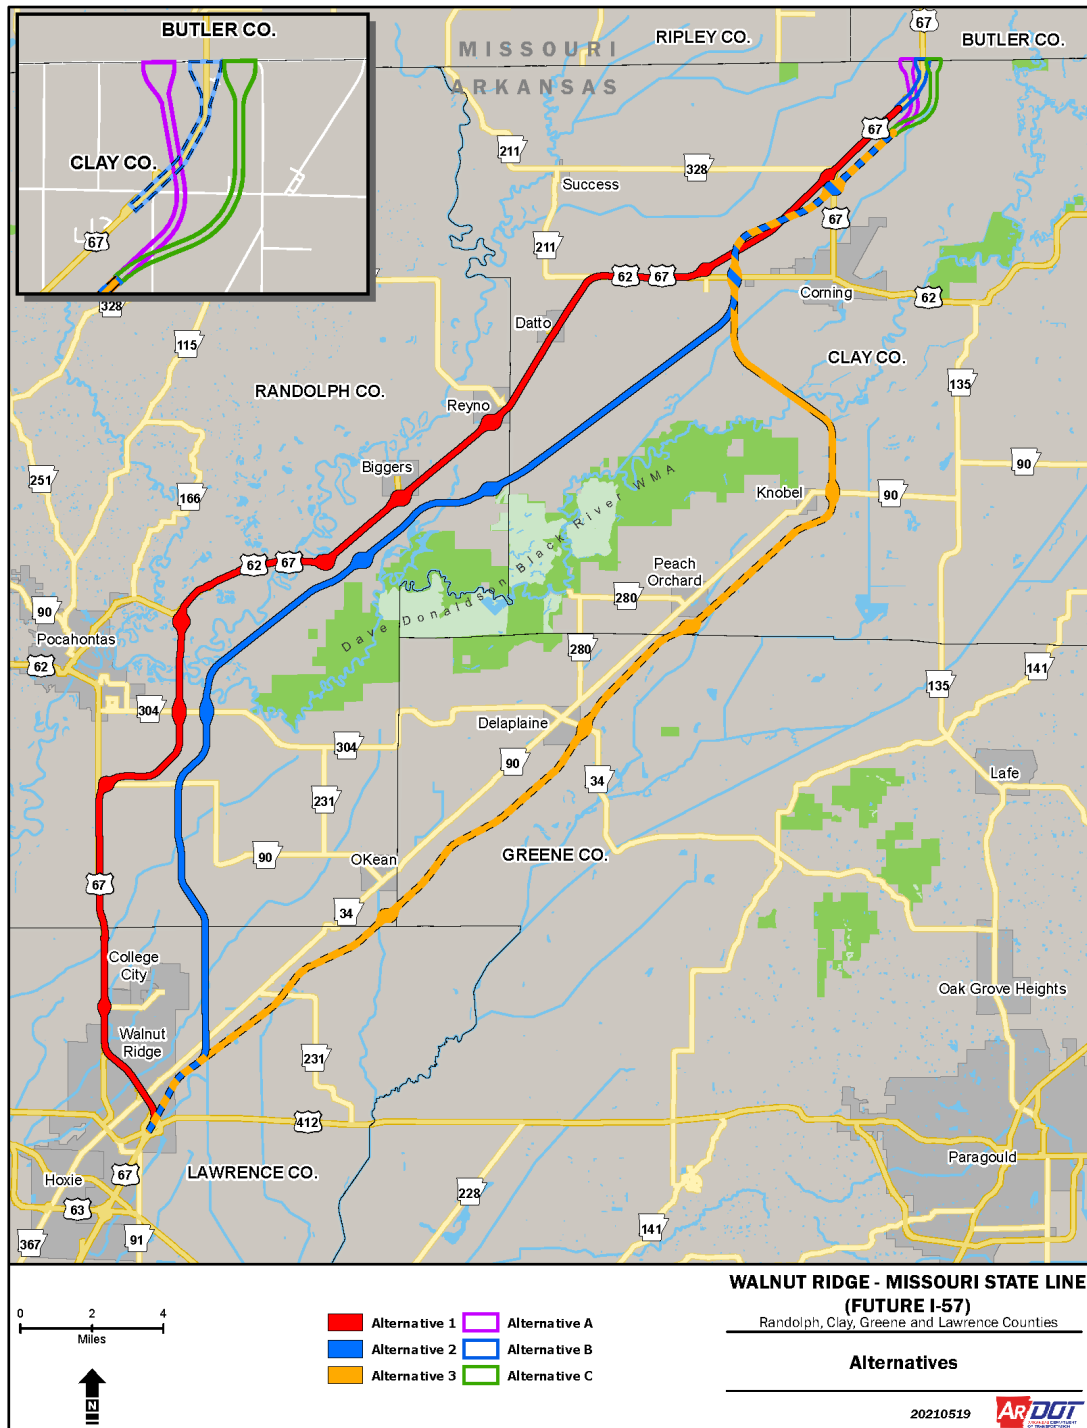 67
BUTLER CO.
MISSOURI
RIPLEY CO.
BUTLER CO.
ARKANSAS
CLAY CO.
67
67
211
328
Success
67
211
62
67
Corning
62
328
Datto
115
CLAY CO.
RANDOLPH CO.
135
Reyno
Biggers
90
251
166
Knobel
90
Dave Donaldson Black River WMA
62
67
Peach
Orchard
280
90
Pocahontas
280
62
141
135
304
Delaplaine
304
90
34
Lafe
231
90
OKean
GREENE CO.
67
34
College
City
Oak Grove Heights
Walnut
Ridge
231
412
LAWRENCE CO.
Paragould
67
Hoxie
228
63
141
367
91
WALNUT RIDGE - MISSOURI STATE LINE
(FUTURE I-57)
Randolph, Clay, Greene and Lawrence Counties
0 2 4
Miles
Alternative 1
Alternative A
Alternative 2
Alternative B
Alternative 3
Alternative C
Alternatives
N
20210519
ARDOT
ARKANSAS DEPARTMENT
OF TRANSPORTATION